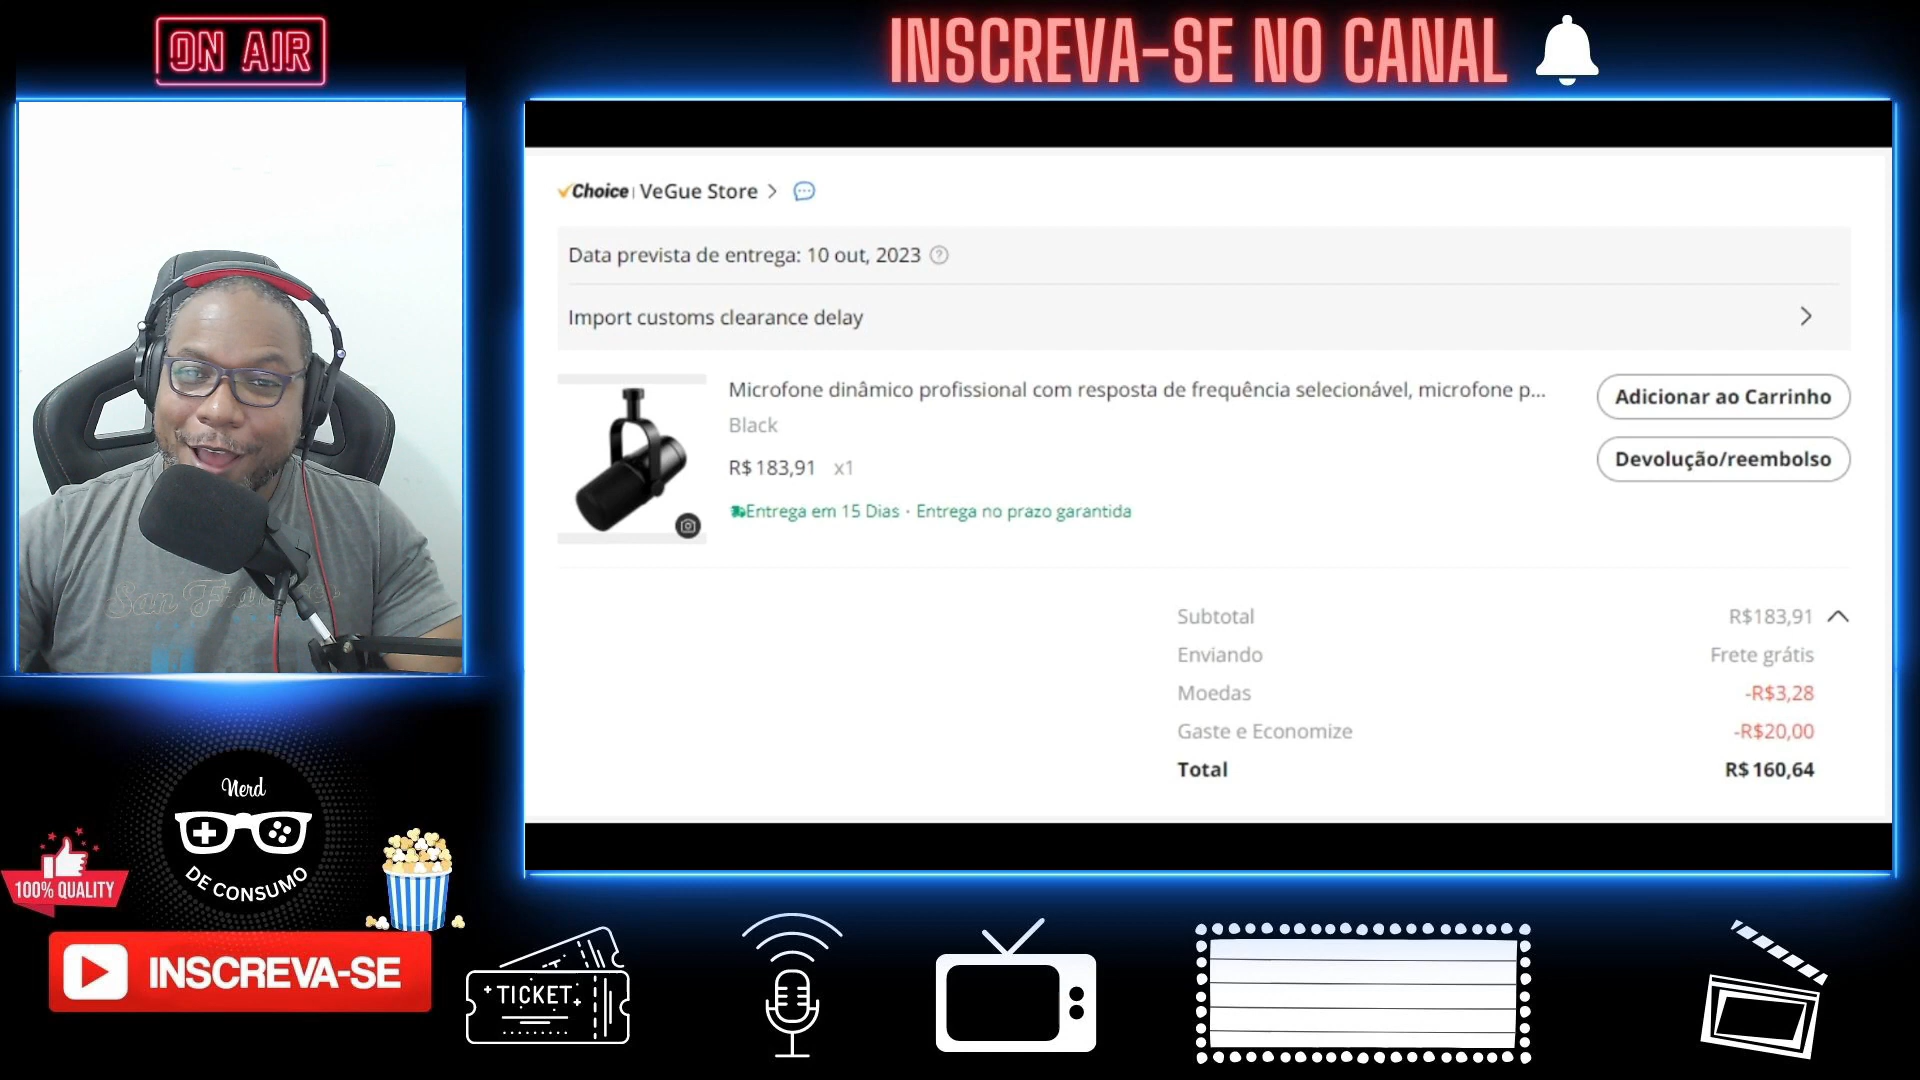 ON AIR
INSCREVA-SE NO CANAL
Choice | VeGue Store >
Data prevista de entrega: 10 out, 2023 ?
Import customs clearance delay
Microfone dinâmico profissional com resposta de frequência selecionável, microfone p...
Black
R$183,91 x1
Entrega em 15 Dias · Entrega no prazo garantida
Adicionar ao Carrinho
Devolução/reembolso
Subtotal R$183,91
Enviando Frete grátis
Moedas -R$3,28
Gaste e Economize -R$20,00
Total R$160,64
San Francisco
Nerd
DE CONSUMO
100% QUALITY
INSCREVA-SE
TICKET